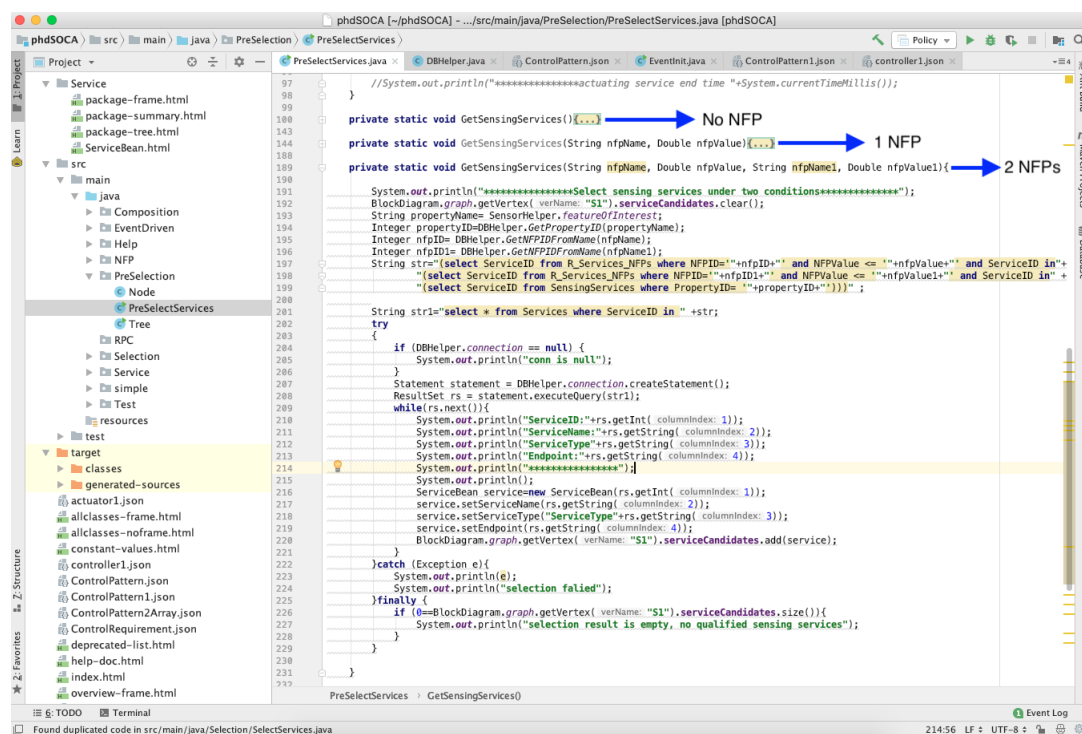 phdSOCA [~/phdSOCA] - .../src/main/java/PreSelection/PreSelectServices.java [phdSOCA]
phdSOCA src main java PreSelection PreSelectServices Policy
Project
PreSelectServices.java DBHelper.java ControlPattern.json EventInit.java ControlPattern1.json controller1.json
1: Project
Learn
Z: Structure
2: Favorites
Service
package-frame.html
package-summary.html
package-tree.html
ServiceBean.html
src
main
java
Composition
EventDriven
Help
NFP
PreSelection
Node
PreSelectServices
Tree
RPC
Selection
Service
simple
Test
resources
test
target
classes
generated-sources
actuator1.json
allclasses-frame.html
allclasses-noframe.html
constant-values.html
controller1.json
ControlPattern.json
ControlPattern1.json
ControlPattern2Array.json
ControlRequirement.json
deprecated-list.html
help-doc.html
index.html
overview-frame.html
97 //System.out.println("****************actuating service end time "+System.currentTimeMillis());
98 }
99
100 private static void GetSensingServices(){...} No NFP
143
144 private static void GetSensingServices(String nfpName, Double nfpValue){...} 1 NFP
188
189 private static void GetSensingServices(String nfpName, Double nfpValue, String nfpName1, Double nfpValue1){ 2 NFPs
190
191 System.out.println("****************Select sensing services under two conditions**************");
192 BlockDiagram.graph.getVertex( verName: "S1").serviceCandidates.clear();
193 String propertyName= SensorHelper.featureOfInterest;
194 Integer propertyID=DBHelper.GetPropertyID(propertyName);
195 Integer nfpID= DBHelper.GetNFPIDFromName(nfpName);
196 Integer nfpID1= DBHelper.GetNFPIDFromName(nfpName1);
197 String str="(select ServiceID from R_Services_NFPs where NFPID='"+nfpID+"' and NFPValue <= '"+nfpValue+"' and ServiceID in"+
198 "(select ServiceID from R_Services_NFPs where NFPID='"+nfpID1+"' and NFPValue <= '"+nfpValue1+"' and ServiceID in" +
199 "(select ServiceID from SensingServices where PropertyID= '"+propertyID+"')))" ;
200
201 String str1="select * from Services where ServiceID in " +str;
202 try
203 {
204 if (DBHelper.connection == null) {
205 System.out.println("conn is null");
206 }
207 Statement statement = DBHelper.connection.createStatement();
208 ResultSet rs = statement.executeQuery(str1);
209 while(rs.next()){
210 System.out.println("ServiceID:"+rs.getInt( columnIndex: 1));
211 System.out.println("ServiceName:"+rs.getString( columnIndex: 2));
212 System.out.println("ServiceType"+rs.getString( columnIndex: 3));
213 System.out.println("Endpoint:"+rs.getString( columnIndex: 4));
214 System.out.println("*****************");
215 System.out.println();
216 ServiceBean service=new ServiceBean(rs.getInt( columnIndex: 1));
217 service.setServiceName(rs.getString( columnIndex: 2));
218 service.setServiceType("ServiceType"+rs.getString( columnIndex: 3));
219 service.setEndpoint(rs.getString( columnIndex: 4));
220 BlockDiagram.graph.getVertex( verName: "S1").serviceCandidates.add(service);
221 }
222 }catch (Exception e){
223 System.out.println(e);
224 System.out.println("selection falied");
225 }finally {
226 if (0==BlockDiagram.graph.getVertex( verName: "S1").serviceCandidates.size()){
227 System.out.println("selection result is empty, no qualified sensing services");
228 }
229 }
230
231 }
232
PreSelectServices GetSensingServices()
6: TODO Terminal Event Log
Found duplicated code in src/main/java/Selection/SelectServices.java 214:56 LF UTF-8